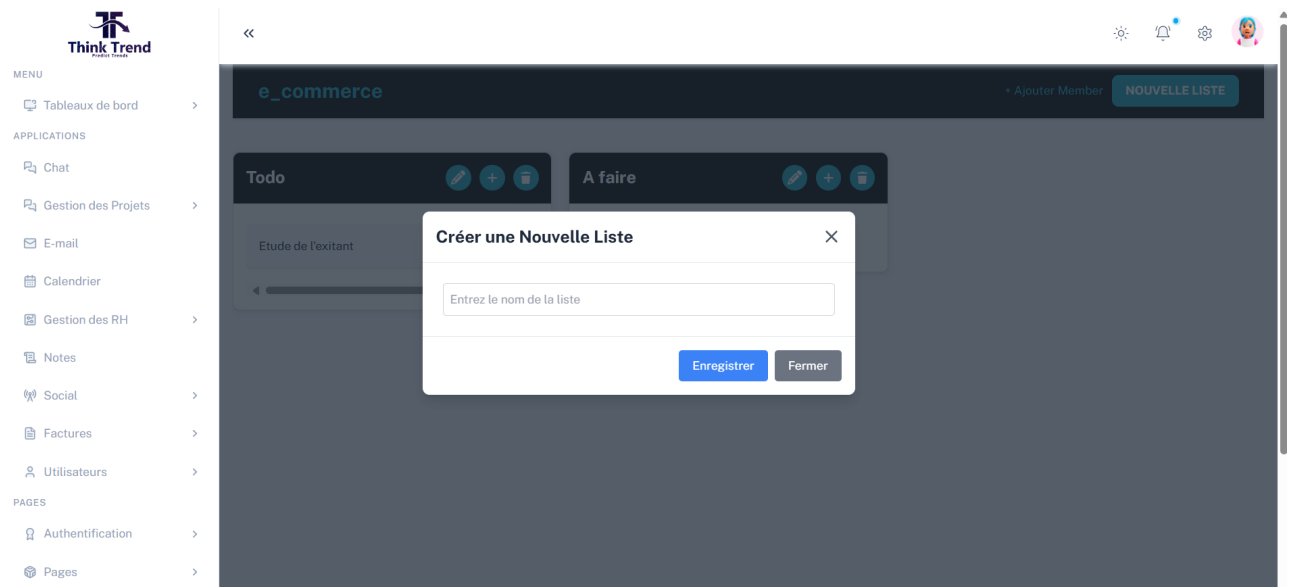 Think Trend
Predict Trends
MENU
Tableaux de bord
APPLICATIONS
Chat
Gestion des Projets
E-mail
Calendrier
Gestion des RH
Notes
Social
Factures
Utilisateurs
PAGES
Authentification
Pages
e_commerce
+ Ajouter Member
NOUVELLE LISTE
Todo
A faire
Etude de l'exitant
Créer une Nouvelle Liste
Entrez le nom de la liste
Enregistrer
Fermer